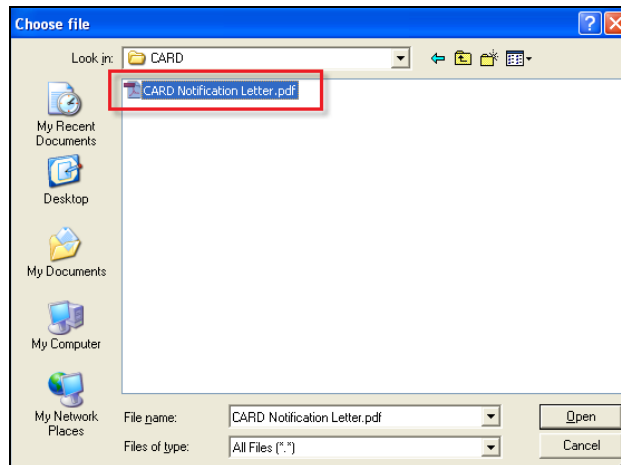 Choose file
Look in:
CARD
CARD Notification Letter.pdf
My Recent
Documents
Desktop
My Documents
My Computer
My Network
Places
File name:
CARD Notification Letter.pdf
Open
Files of type:
All Files (*.*)
Cancel